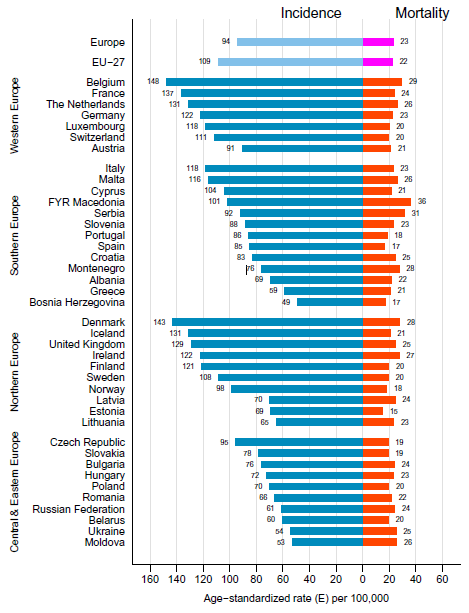 Incidence Mortality
Europe 94 23
EU−27 109 22
Western Europe
Belgium 148 29
France 137 24
The Netherlands 131 26
Germany 122 23
Luxembourg 118 20
Switzerland 111 20
Austria 91 21
Southern Europe
Italy 118 23
Malta 116 26
Cyprus 104 21
FYR Macedonia 101 36
Serbia 92 31
Slovenia 88 23
Portugal 86 18
Spain 85 17
Croatia 83 25
Montenegro 76 28
Albania 69 22
Greece 59 21
Bosnia Herzegovina 49 17
Northern Europe
Denmark 143 28
Iceland 131 21
United Kingdom 129 25
Ireland 122 27
Finland 121 20
Sweden 108 20
Norway 98 18
Latvia 70 24
Estonia 69 15
Lithuania 65 23
Central & Eastern Europe
Czech Republic 95 19
Slovakia 78 19
Bulgaria 76 24
Hungary 72 23
Poland 70 20
Romania 66 22
Russian Federation 61 24
Belarus 60 20
Ukraine 54 25
Moldova 53 26
160 140 120 100 80 60 40 20 0 20 40 60
Age−standardized rate (E) per 100,000